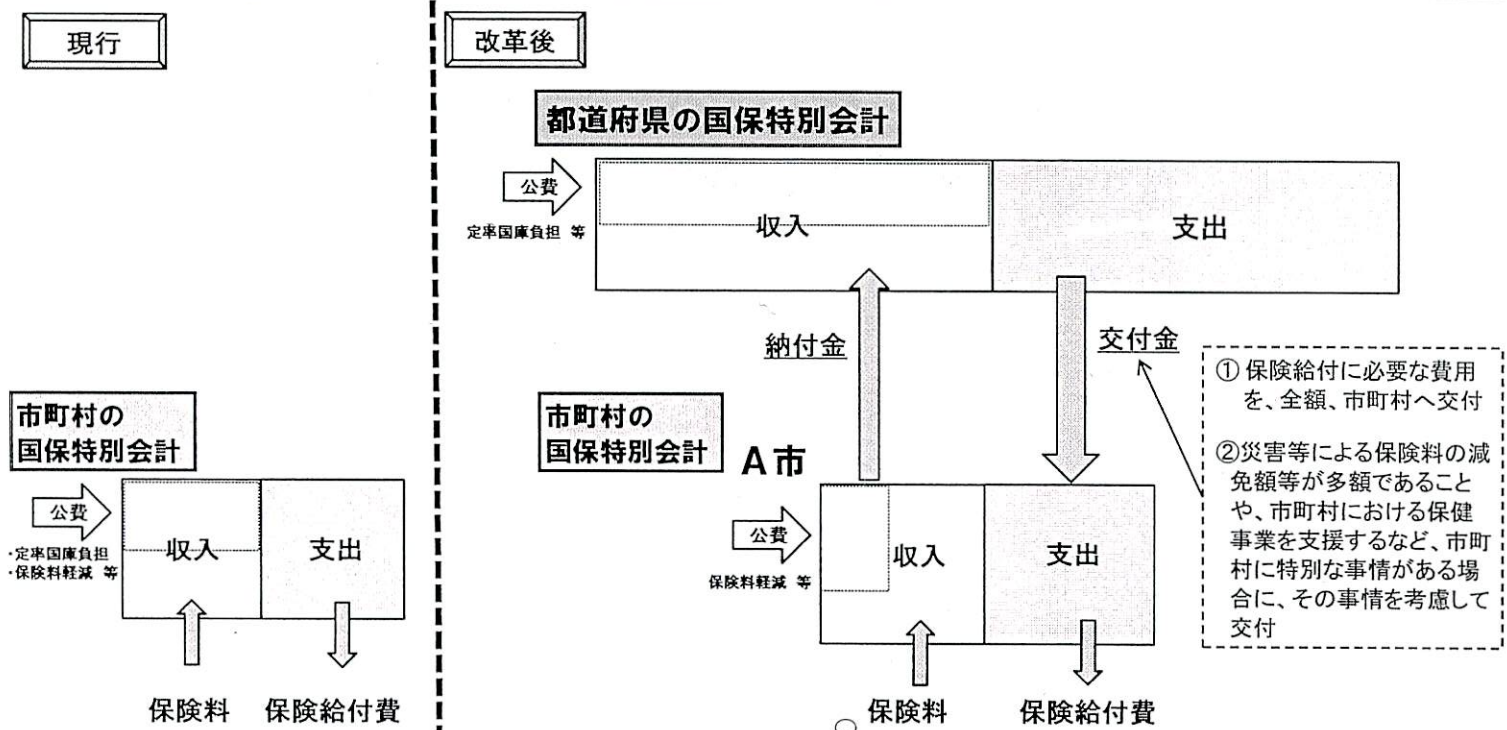 現行
市町村の
国保特別会計
公費
・定率国庫負担
・保険料軽減 等
収入
支出
保険料
保険給付費
改革後
都道府県の国保特別会計
公費
定率国庫負担 等
収入
支出
納付金
交付金
市町村の
国保特別会計
A市
公費
保険料軽減 等
収入
支出
保険料
保険給付費
① 保険給付に必要な費用
を、全額、市町村へ交付
②災害等による保険料の減
免額等が多額であること
や、市町村における保健
事業を支援するなど、市町
村に特別な事情がある場
合に、その事情を考慮して
交付